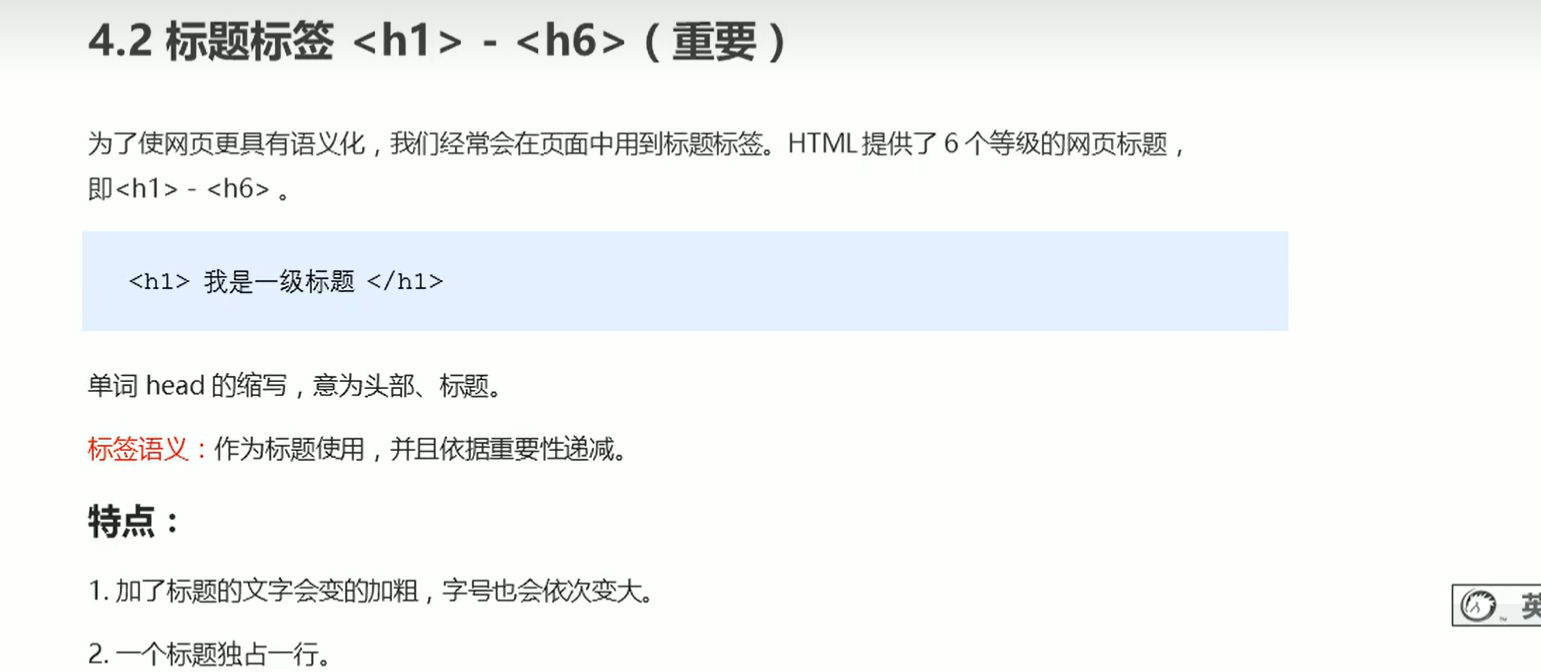 4.2 标题标签 <h1> - <h6>（重要）
为了使网页更具有语义化，我们经常会在页面中用到标题标签。HTML 提供了 6 个等级的网页标题，
即<h1> - <h6> 。
<h1> 我是一级标题 </h1>
单词 head 的缩写，意为头部、标题。
标签语义：作为标题使用，并且依据重要性递减。
特点：
1. 加了标题的文字会变的加粗，字号也会依次变大。
英
2. 一个标题独占一行。